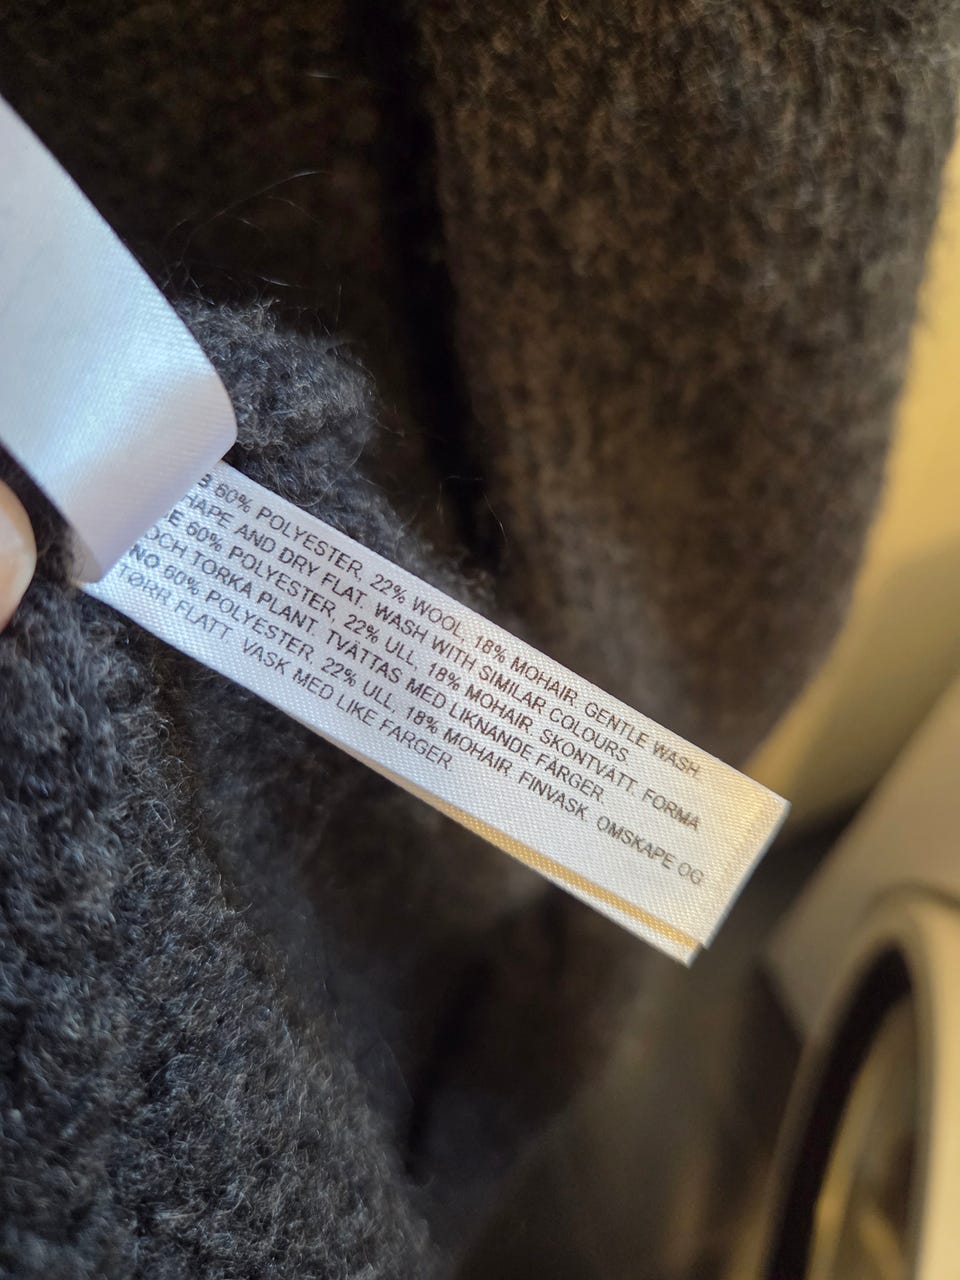 60% POLYESTER, 22% WOOL, 18% MOHAIR. GENTLE WASH.
HAPE AND DRY FLAT. WASH WITH SIMILAR COLOURS.
E 60% POLYESTER, 22% ULL, 18% MOHAIR. SKONTVÄTT. FORMA
OCH TORKA PLANT. TVÄTTAS MED LIKNANDE FÄRGER.
NO 60% POLYESTER, 22% ULL, 18% MOHAIR. FINVASK. OMSKAPE OG
TØRR FLATT. VASK MED LIKE FARGER.